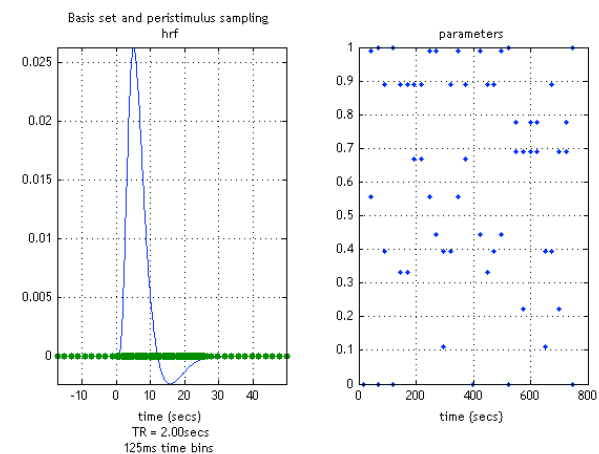 Basis set and peristimulus sampling
hrf
0.025
0.02
0.015
0.01
0.005
0
-10 0 10 20 30 40
time (secs)
TR = 2.00secs
125ms time bins
parameters
1
0.9
0.8
0.7
0.6
0.5
0.4
0.3
0.2
0.1
0
0 200 400 600 800
time {secs}